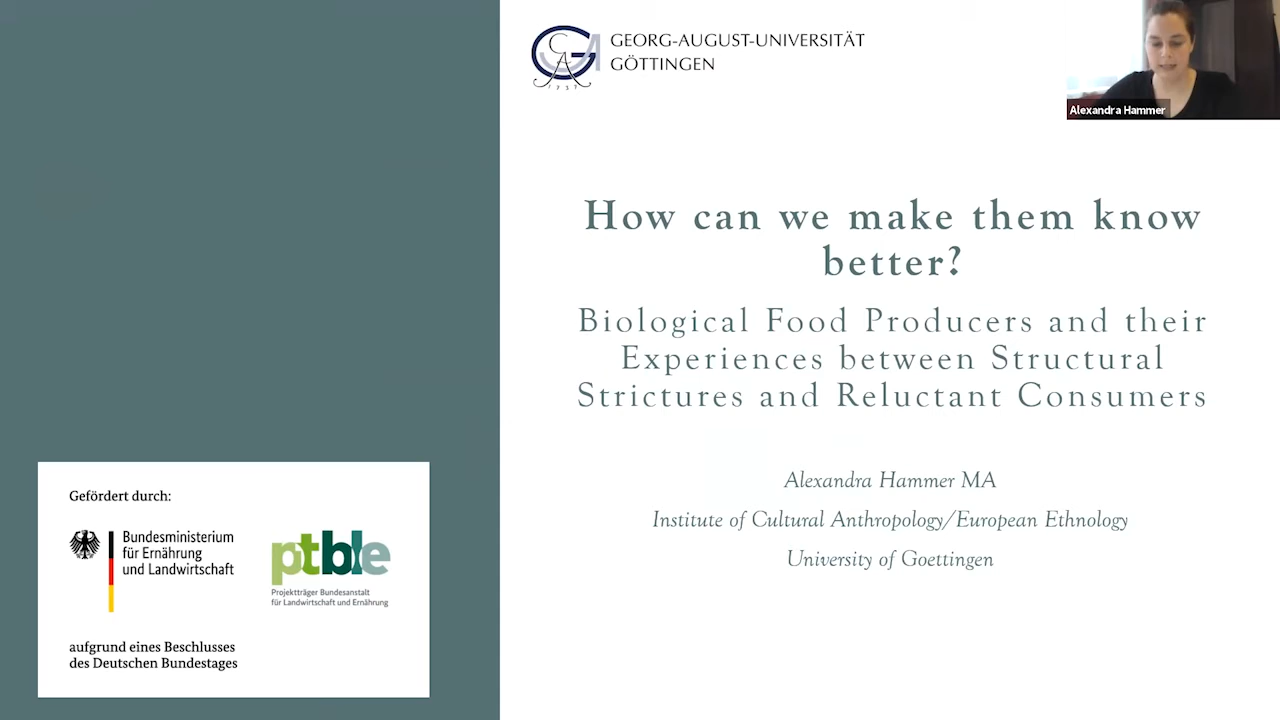 GEORG-AUGUST-UNIVERSITÄT
GÖTTINGEN
1737
Alexandra Hammer
How can we make them know
better?
Biological Food Producers and their
Experiences between Structural
Strictures and Reluctant Consumers
Alexandra Hammer MA
Institute of Cultural Anthropology/European Ethnology
University of Goettingen
Gefördert durch:
Bundesministerium
für Ernährung
und Landwirtschaft
ptble
Projektträger Bundesanstalt
für Landwirtschaft und Ernährung
aufgrund eines Beschlusses
des Deutschen Bundestages